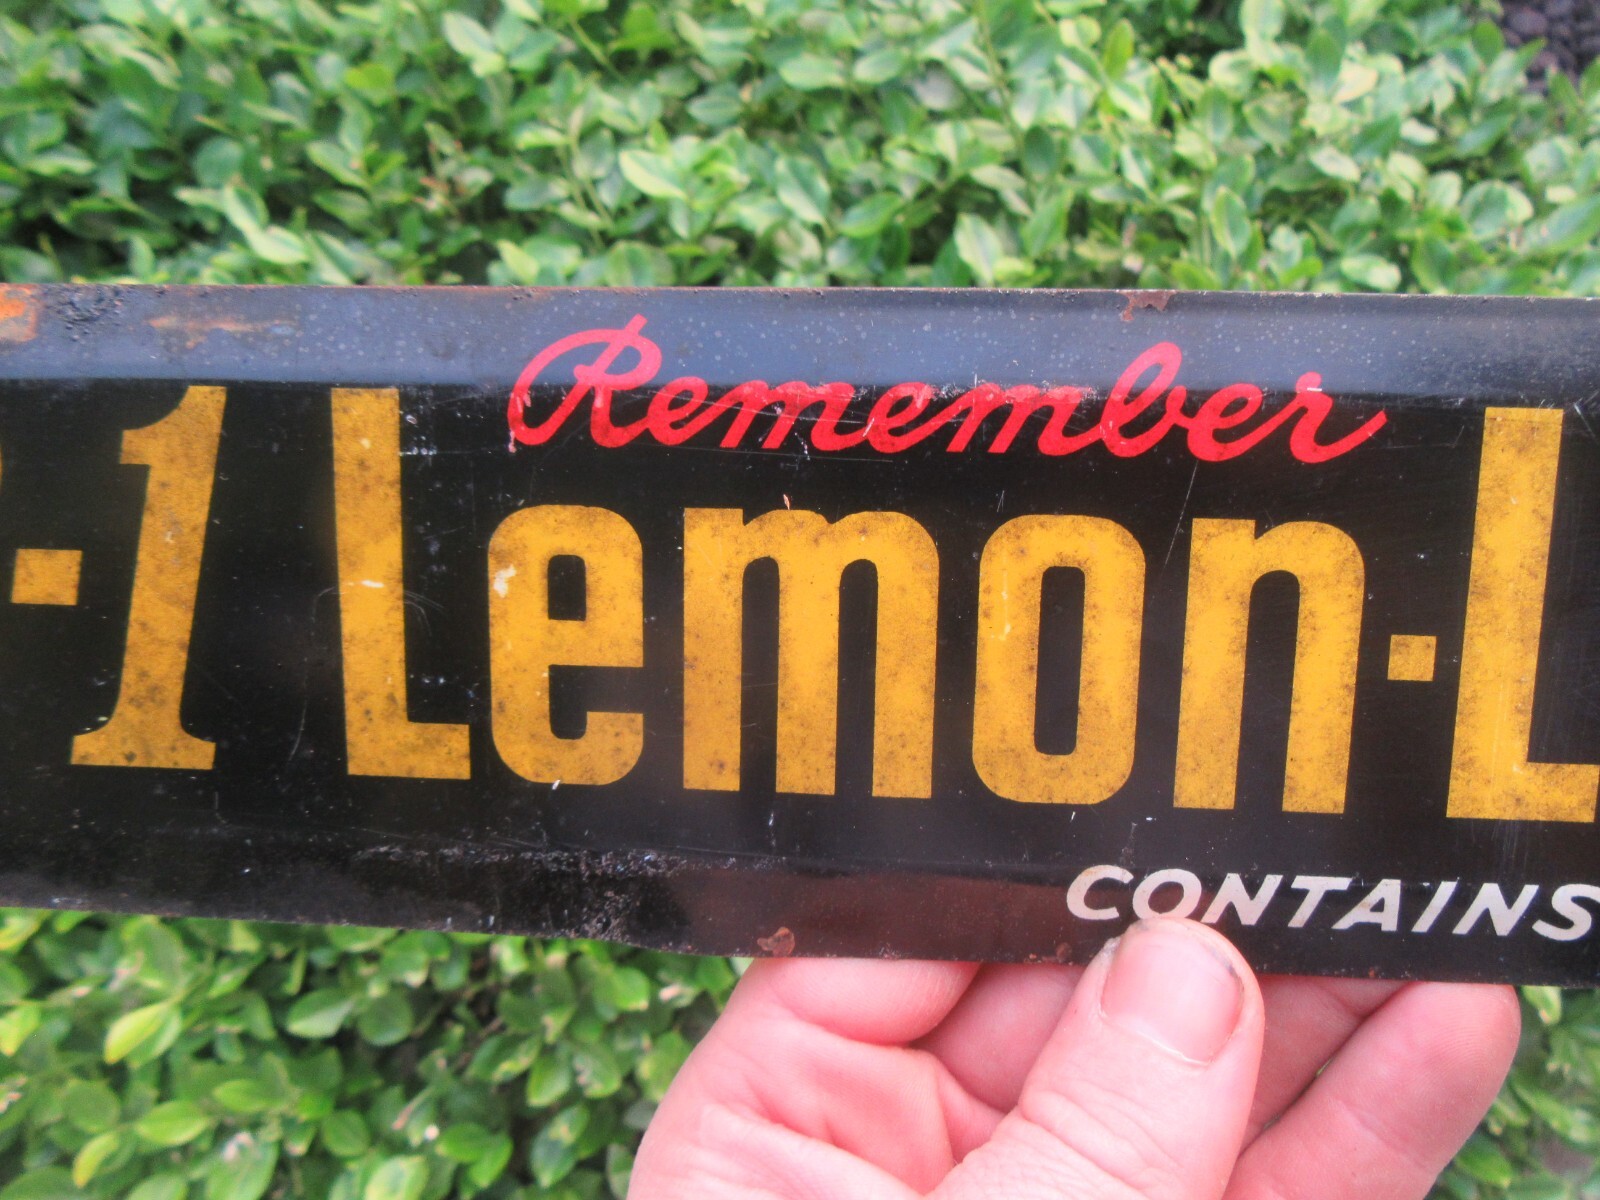 Remember
-1 Lemon-L
CONTAINS